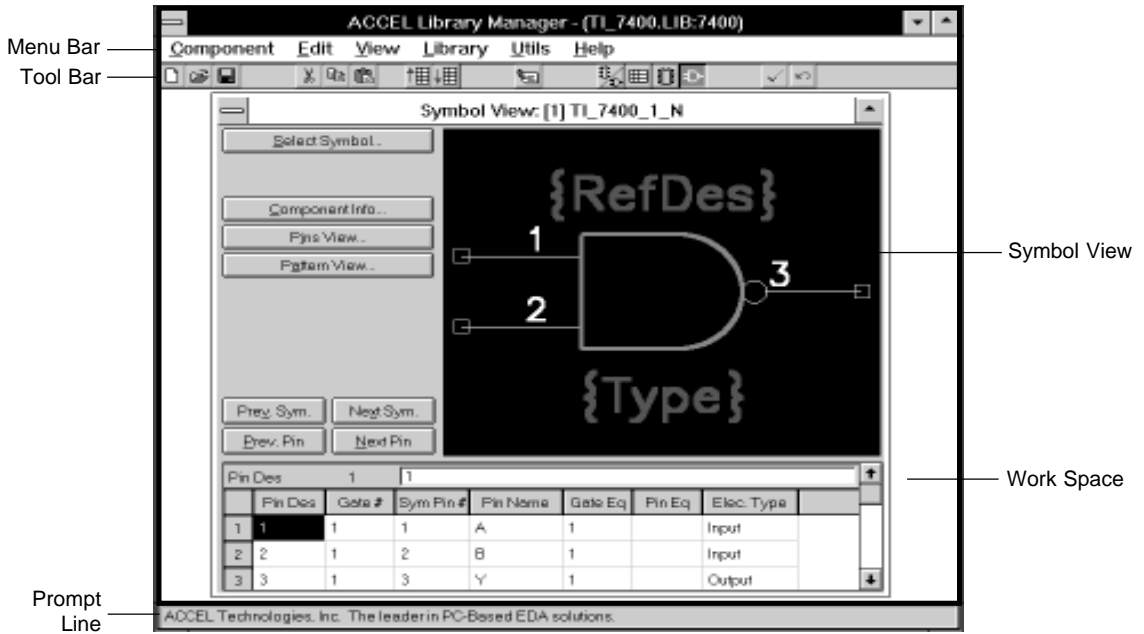 ACCEL Library Manager - (TI_7400.LIB:7400)
Menu Bar
Component Edit View Library Utils Help
Tool Bar
Symbol View: [1] TI_7400_1_N
Select Symbol...
Component Info...
Pins View...
Pattern View...
{RefDes}
1
2
3
{Type}
Symbol View
Prev. Sym. Next Sym.
Prev. Pin Next Pin
Pin Des 1 1
Work Space
Pin Des Gate # Sym Pin # Pin Name Gate Eq Pin Eq Elec. Type
1 1 1 1 A 1 Input
2 2 1 2 B 1 Input
3 3 1 3 Y 1 Output
Prompt
Line
ACCEL Technologies, Inc. The leader in PC-Based EDA solutions.